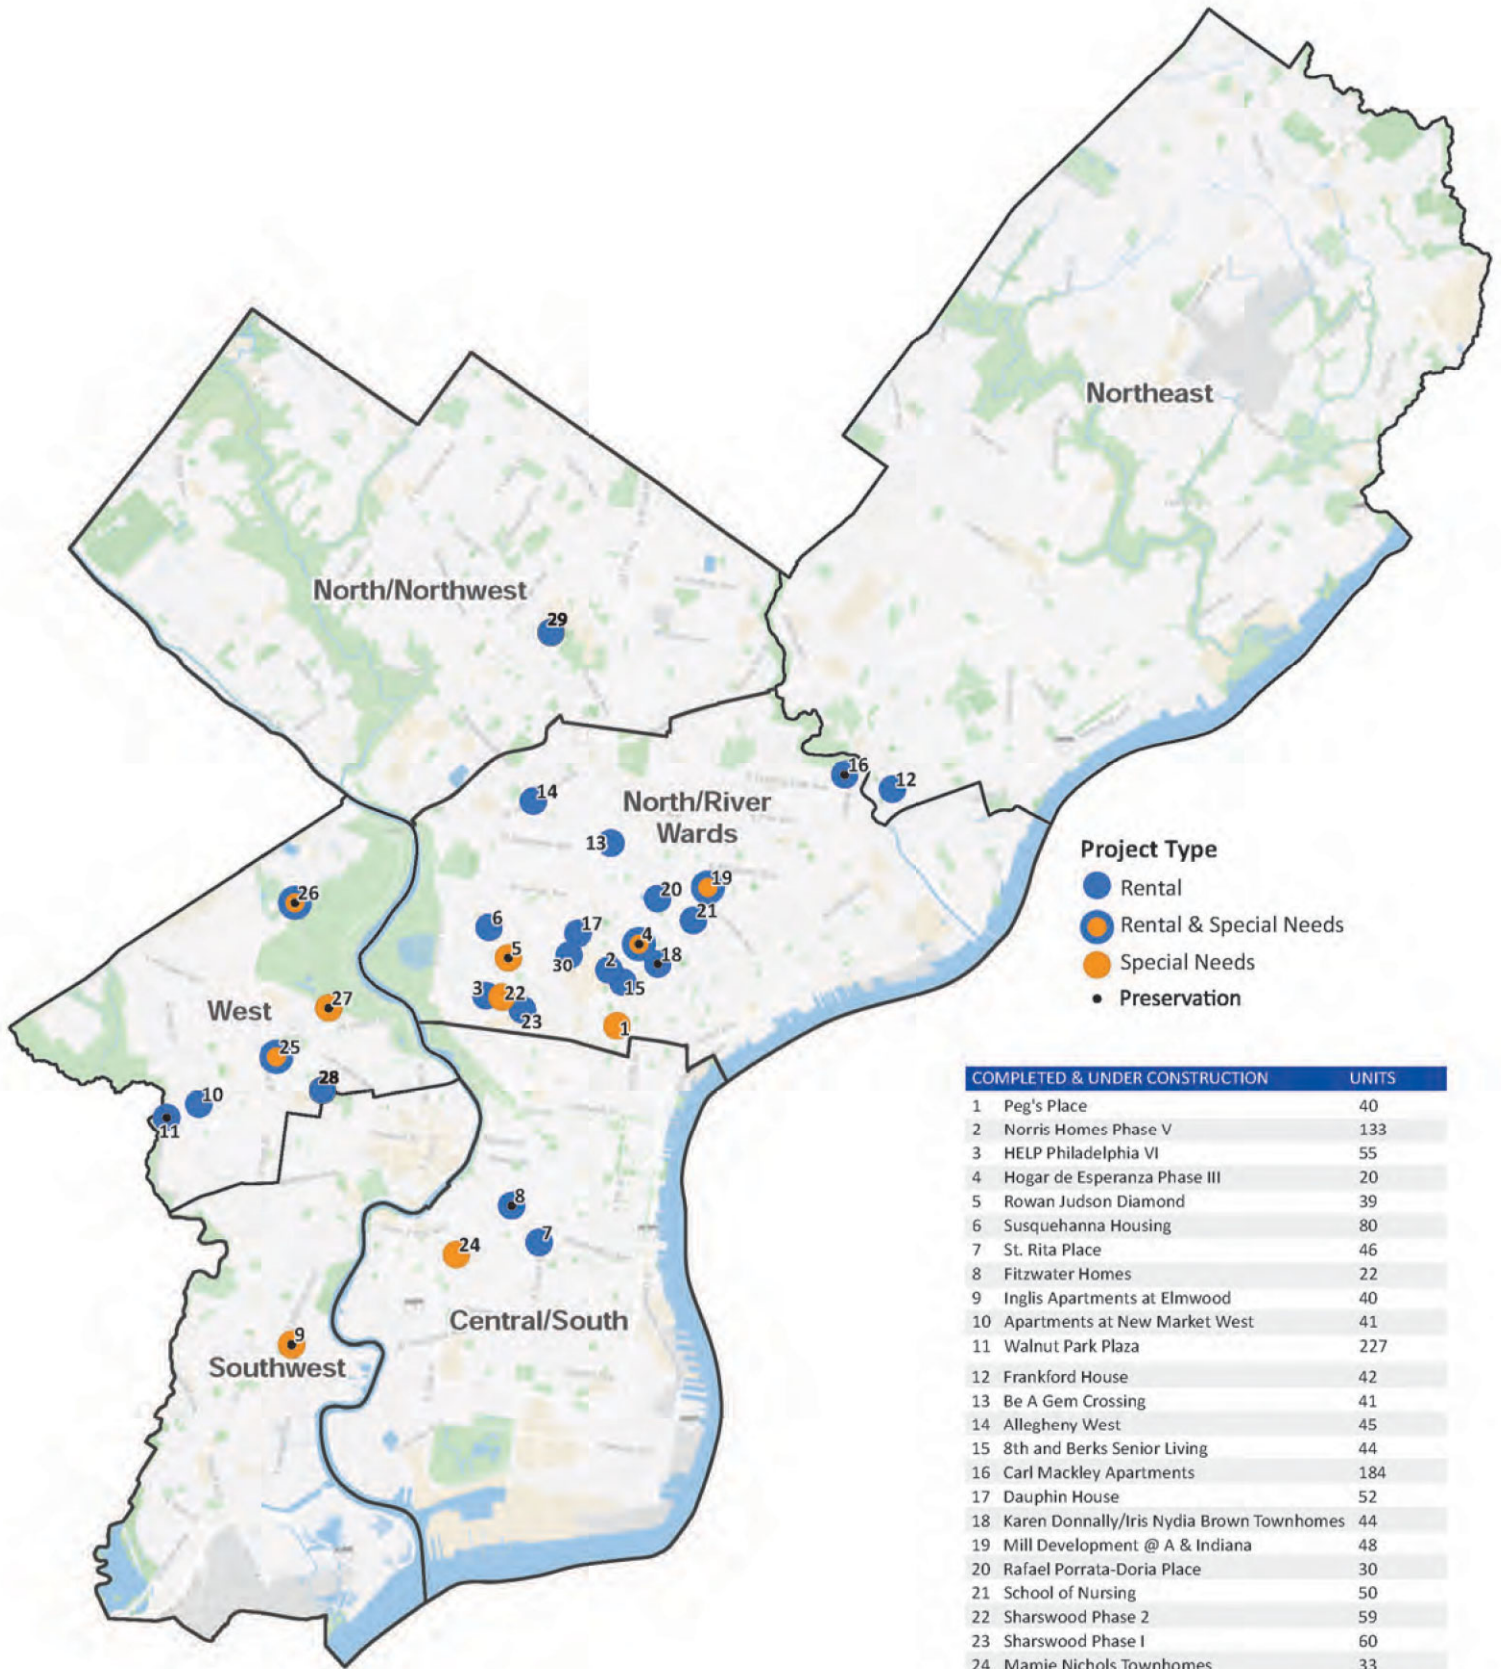 Northeast
North/Northwest
29
16
12
14
North/River
Wards
13
19
20
26
21
6
17
4
5
18
30
2
27
3
22
15
West
23
1
25
28
10
11
8
7
24
Central/South
9
Southwest
Project Type
Rental
Rental & Special Needs
Special Needs
Preservation
COMPLETED & UNDER CONSTRUCTION UNITS
1 Peg's Place 40
2 Norris Homes Phase V 133
3 HELP Philadelphia VI 55
4 Hogar de Esperanza Phase III 20
5 Rowan Judson Diamond 39
6 Susquehanna Housing 80
7 St. Rita Place 46
8 Fitzwater Homes 22
9 Inglis Apartments at Elmwood 40
10 Apartments at New Market West 41
11 Walnut Park Plaza 227
12 Frankford House 42
13 Be A Gem Crossing 41
14 Allegheny West 45
15 8th and Berks Senior Living 44
16 Carl Mackley Apartments 184
17 Dauphin House 52
18 Karen Donnally/Iris Nydia Brown Townhomes 44
19 Mill Development @ A & Indiana 48
20 Rafael Porrata-Doria Place 30
21 School of Nursing 50
22 Sharswood Phase 2 59
23 Sharswood Phase I 60
24 Mamie Nichols Townhomes 33